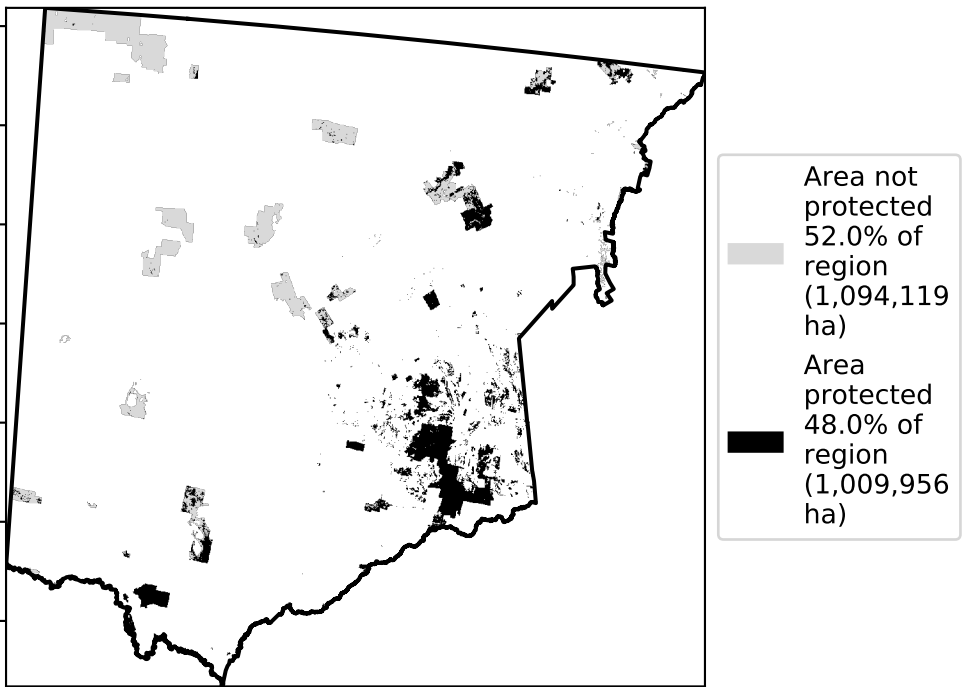 Area not
protected
52.0% of
region
(1,094,119
ha)
Area
protected
48.0% of
region
(1,009,956
ha)